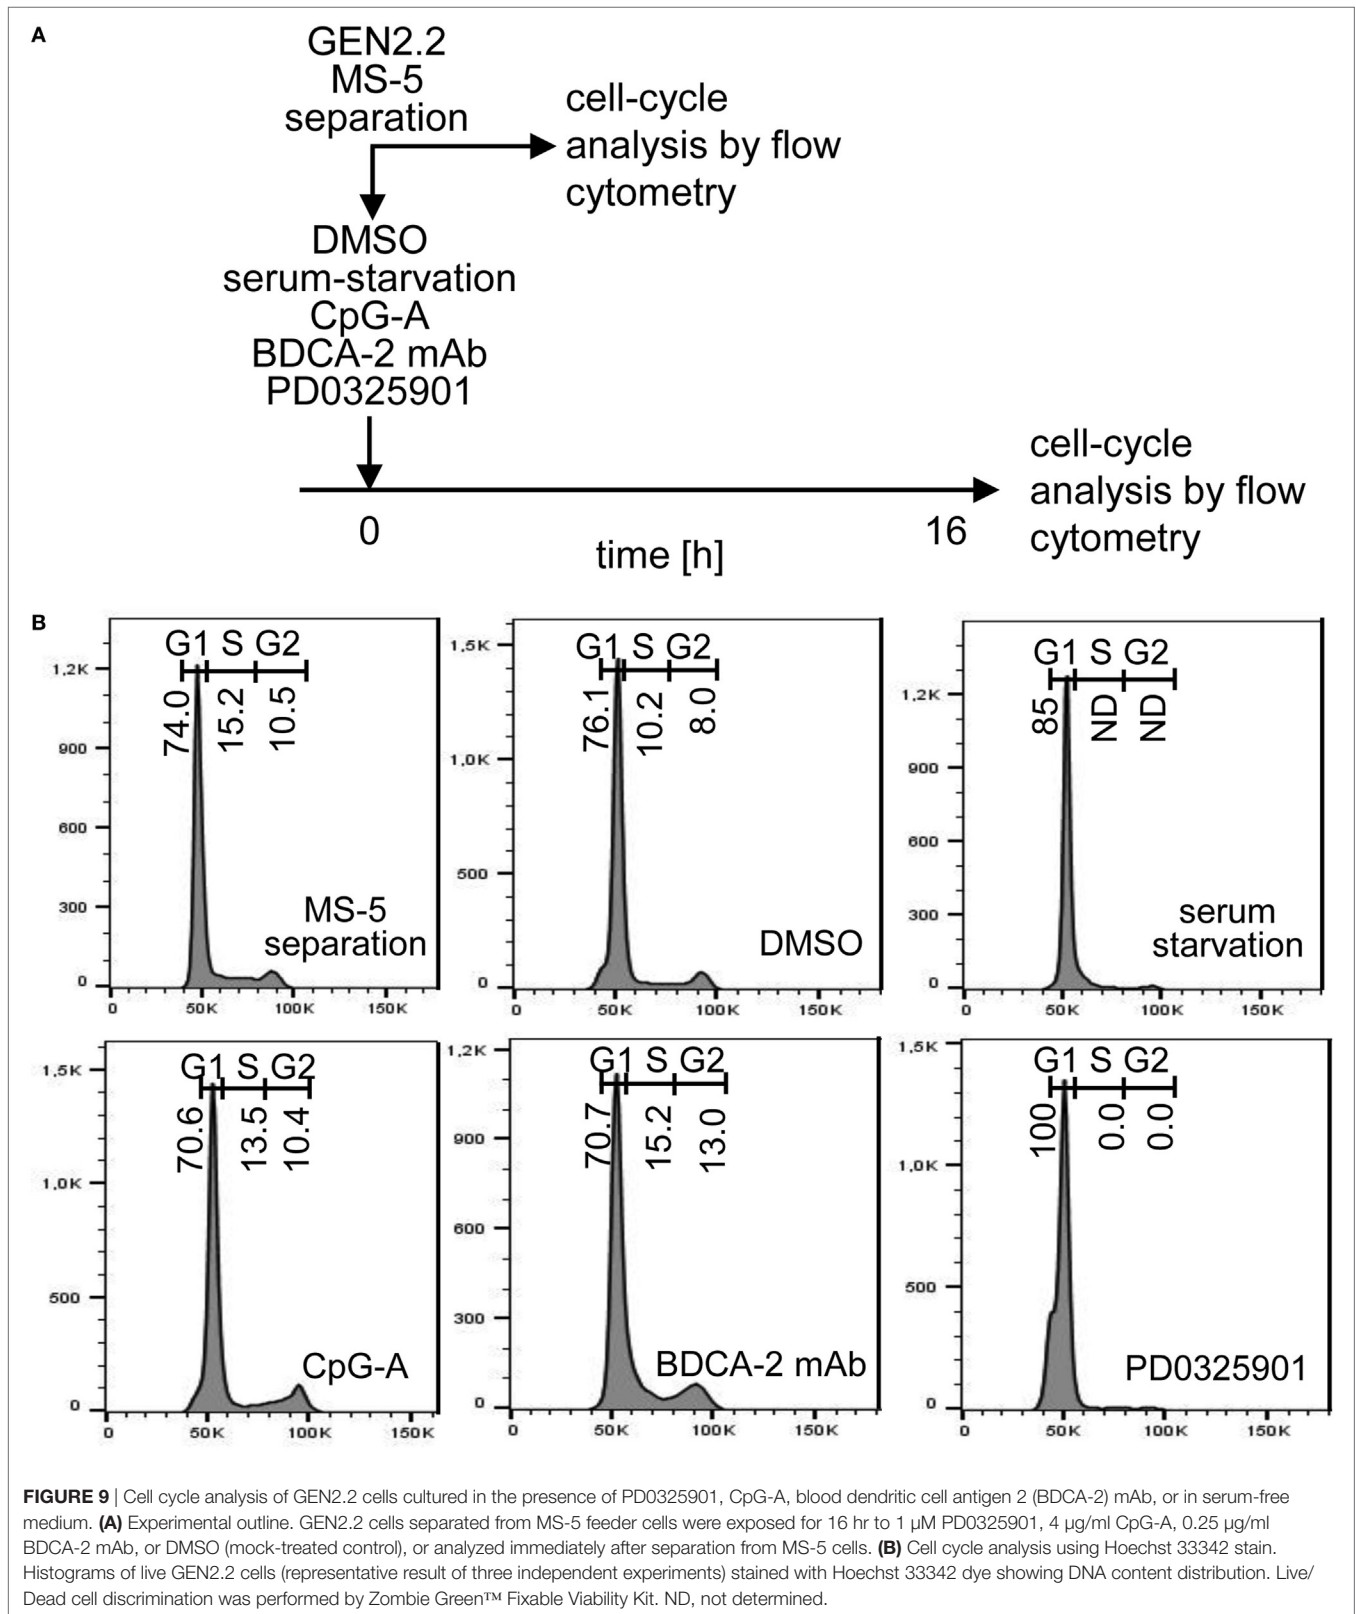 A
GEN2.2
MS-5
separation
cell-cycle
analysis by flow
cytometry
DMSO
serum-starvation
CpG-A
BDCA-2 mAb
PD0325901
cell-cycle
analysis by flow
cytometry
0
16
time [h]
B
G1 S G2
74.0 15.2 10.5
1,2K
900
600
300
0
MS-5
separation
0 50K 100K 150K
G1 S G2
76.1 10.2 8.0
1,5K
1,0K
500
0
DMSO
0 50K 100K 150K
G1 S G2
85 ND ND
1,2K
900
600
300
0
serum
starvation
0 50K 100K 150K
G1 S G2
70.6 13.5 10.4
1,5K
1,0K
500
0
CpG-A
0 50K 100K 150K
G1 S G2
70.7 15.2 13.0
1,2K
900
600
300
0
BDCA-2 mAb
0 50K 100K 150K
G1 S G2
100 0.0 0.0
1,5K
1,0K
500
0
PD0325901
0 50K 100K 150K
FIGURE 9 | Cell cycle analysis of GEN2.2 cells cultured in the presence of PD0325901, CpG-A, blood dendritic cell antigen 2 (BDCA-2) mAb, or in serum-free
medium. (A) Experimental outline. GEN2.2 cells separated from MS-5 feeder cells were exposed for 16 hr to 1 µM PD0325901, 4 µg/ml CpG-A, 0.25 µg/ml
BDCA-2 mAb, or DMSO (mock-treated control), or analyzed immediately after separation from MS-5 cells. (B) Cell cycle analysis using Hoechst 33342 stain.
Histograms of live GEN2.2 cells (representative result of three independent experiments) stained with Hoechst 33342 dye showing DNA content distribution. Live/
Dead cell discrimination was performed by Zombie Green™ Fixable Viability Kit. ND, not determined.